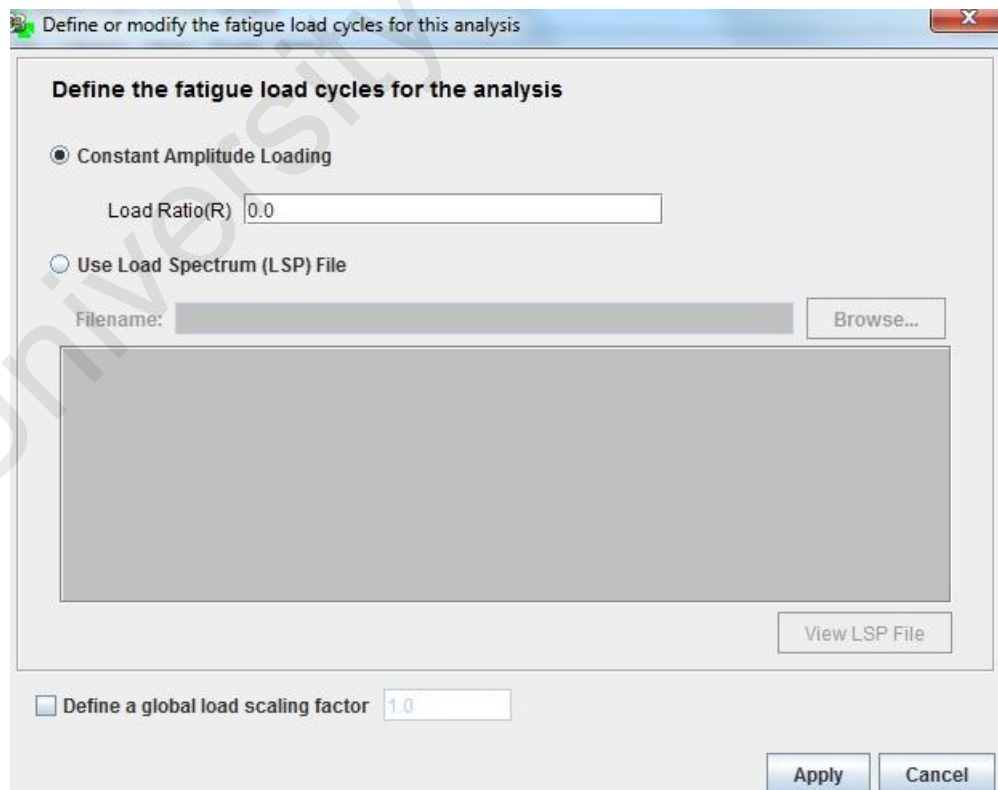 Define or modify the fatigue load cycles for this analysis
x
Define the fatigue load cycles for the analysis
Constant Amplitude Loading
Load Ratio(R) 0.0
Use Load Spectrum (LSP) File
Filename: Browse...
View LSP File
Define a global load scaling factor 1.0
Apply Cancel
University